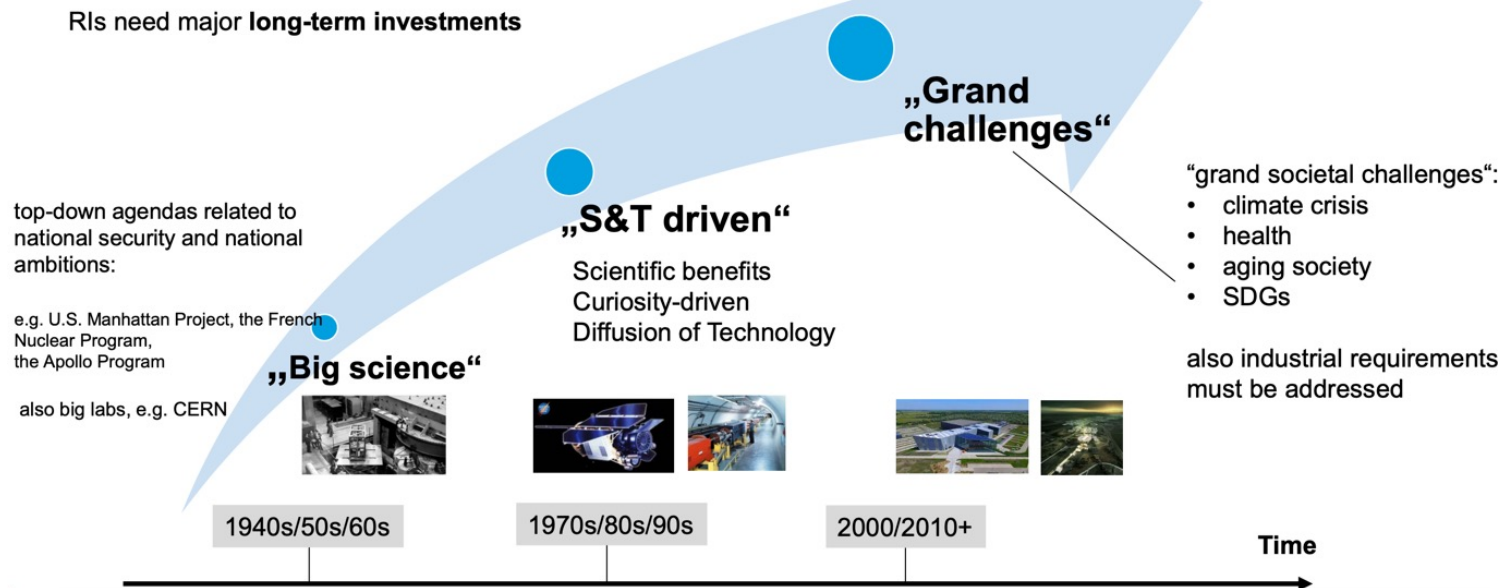 RIs need major long-term investments
„Grand
challenges“
“grand societal challenges“:
• climate crisis
• health
• aging society
• SDGs
also industrial requirements
must be addressed
„S&T driven“
Scientific benefits
Curiosity-driven
Diffusion of Technology
top-down agendas related to
national security and national
ambitions:
e.g. U.S. Manhattan Project, the French
Nuclear Program,
the Apollo Program
also big labs, e.g. CERN
„Big science“
1940s/50s/60s
1970s/80s/90s
2000/2010+
Time